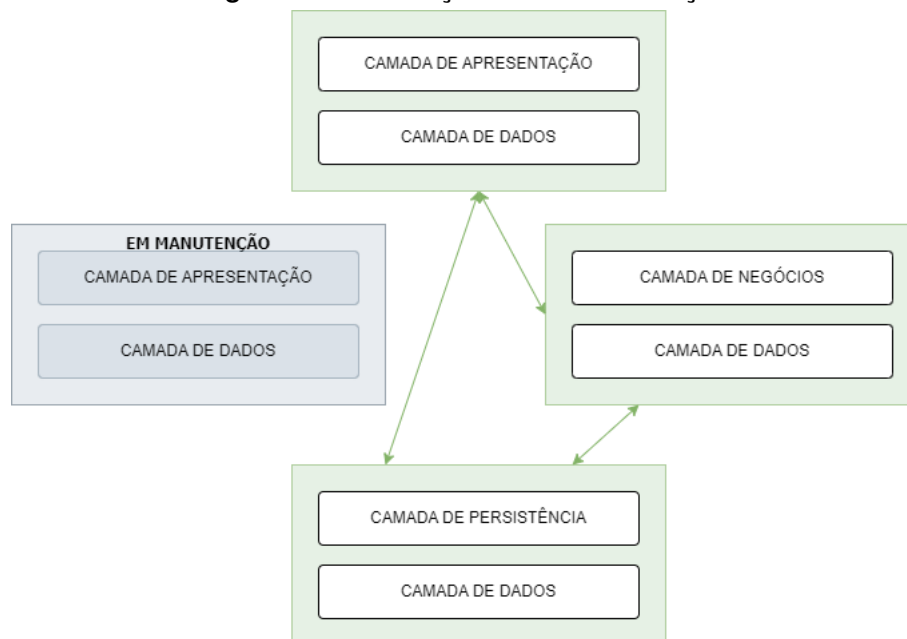 CAMADA DE APRESENTAÇÃO
CAMADA DE DADOS
EM MANUTENÇÃO
CAMADA DE APRESENTAÇÃO
CAMADA DE DADOS
CAMADA DE NEGÓCIOS
CAMADA DE DADOS
CAMADA DE PERSISTÊNCIA
CAMADA DE DADOS